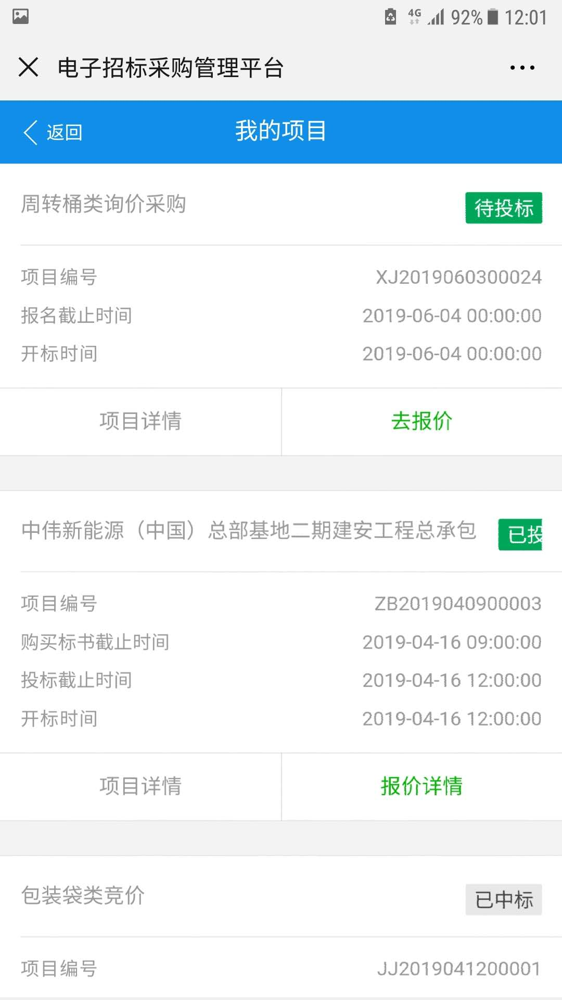 4G 92% 12:01
电子招标采购管理平台
返回 我的项目
周转桶类询价采购 待投标
项目编号 XJ2019060300024
报名截止时间 2019-06-04 00:00:00
开标时间 2019-06-04 00:00:00
项目详情 去报价
中伟新能源（中国）总部基地二期建安工程总承包 已投
项目编号 ZB2019040900003
购买标书截止时间 2019-04-16 09:00:00
投标截止时间 2019-04-16 12:00:00
开标时间 2019-04-16 12:00:00
项目详情 报价详情
包装袋类竞价 已中标
项目编号 JJ2019041200001